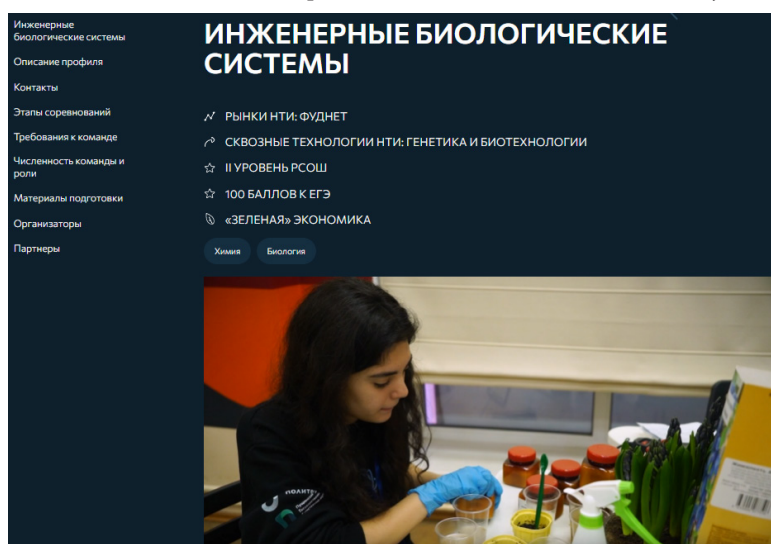 Инженерные
биологические системы
Описание профиля
Контакты
Этапы соревнований
Требования к команде
Численность команды и
роли
Материалы подготовки
Организаторы
Партнеры
ИНЖЕНЕРНЫЕ БИОЛОГИЧЕСКИЕ
СИСТЕМЫ
РЫНКИ НТИ: ФУДНЕТ
СКВОЗНЫЕ ТЕХНОЛОГИИ НТИ: ГЕНЕТИКА И БИОТЕХНОЛОГИИ
II УРОВЕНЬ РСОШ
100 БАЛЛОВ К ЕГЭ
«ЗЕЛЕНАЯ» ЭКОНОМИКА
Химия
Биология